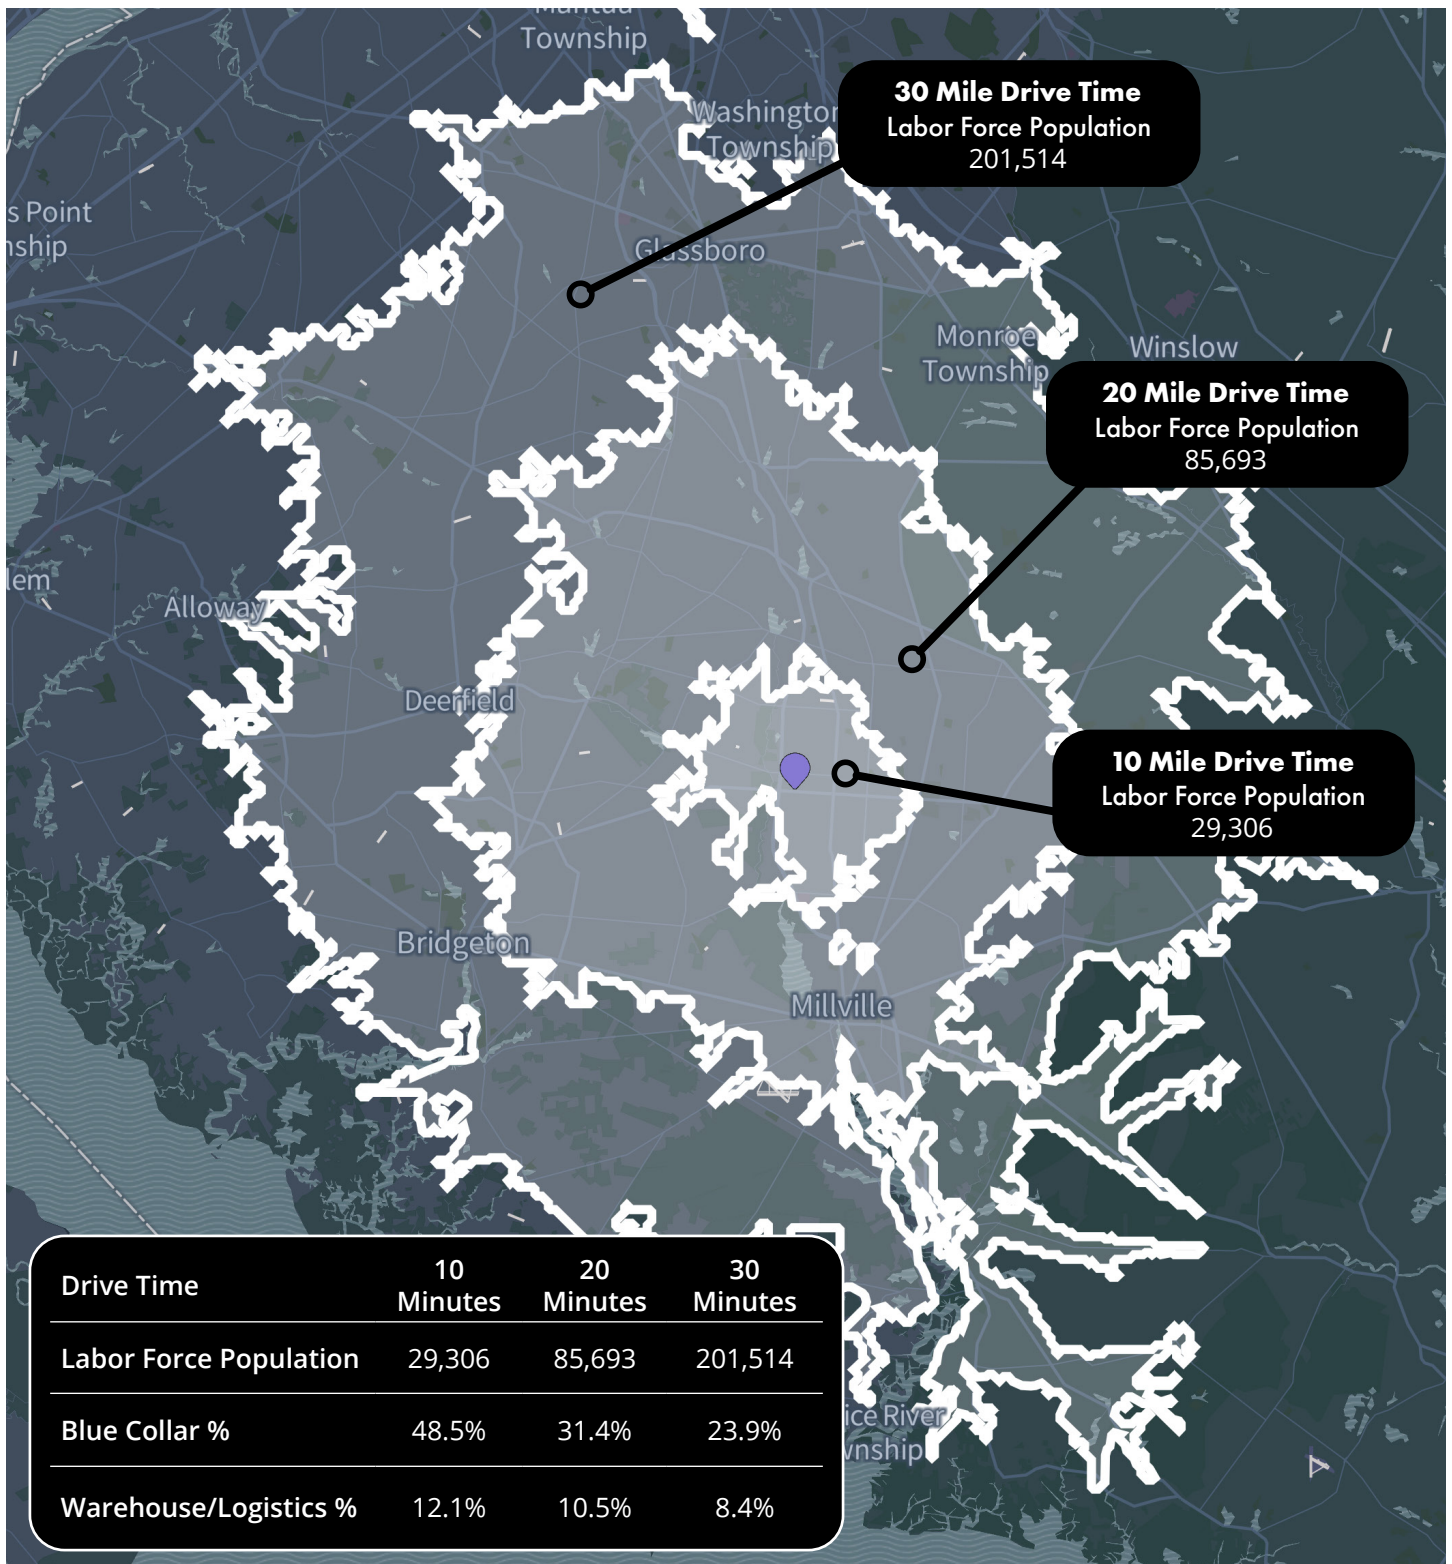 Township
30 Mile Drive Time
Labor Force Population
201,514
Washington
Township
s Point
nship
Glassboro
Monroe
Township
Winslow
20 Mile Drive Time
Labor Force Population
85,693
lem
Alloway
Deerfield
10 Mile Drive Time
Labor Force Population
29,306
Bridgeton
Millville
Drive Time 10 Minutes 20 Minutes 30 Minutes
Labor Force Population 29,306 85,693 201,514
Blue Collar % 48.5% 31.4% 23.9%
Warehouse/Logistics % 12.1% 10.5% 8.4%
ice River
wnship